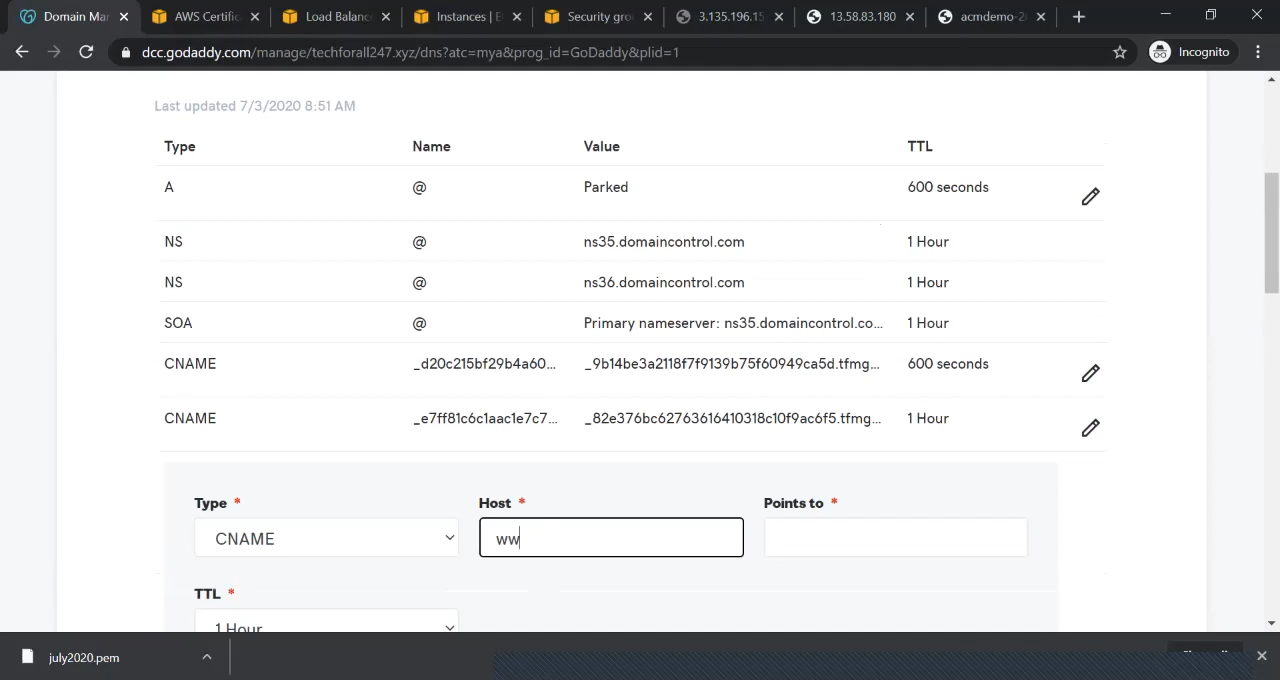 Domain Mar
AWS Certific
Load Balanc
Instances | E
Security grou
3.135.196.15
13.58.83.180
acmdemo-2
dcc.godaddy.com/manage/techforall247.xyz/dns?atc=mya&prog_id=GoDaddy&plid=1
Incognito
Last updated 7/3/2020 8:51 AM
Type Name Value TTL
A @ Parked 600 seconds
NS @ ns35.domaincontrol.com 1 Hour
NS @ ns36.domaincontrol.com 1 Hour
SOA @ Primary nameserver: ns35.domaincontrol.co... 1 Hour
CNAME _d20c215bf29b4a60... _9b14be3a2118f7f9139b75f60949ca5d.tfmg... 600 seconds
CNAME _e7ff81c6c1aac1e7c7... _82e376bc62763616410318c10f9ac6f5.tfmg... 1 Hour
Type * Host * Points to *
CNAME ww
TTL *
1 Hour
july2020.pem